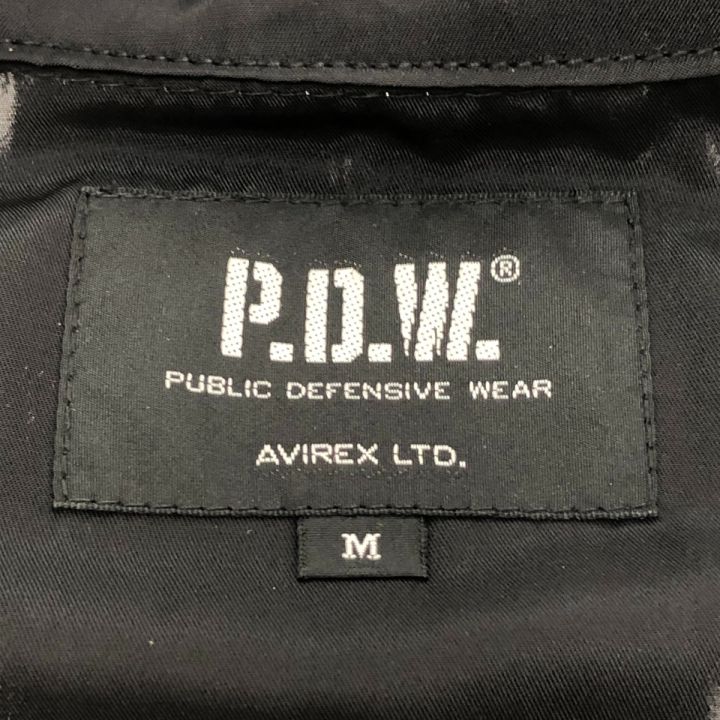 P.D.W.®
PUBLIC DEFENSIVE WEAR
AVIREX LTD.
M